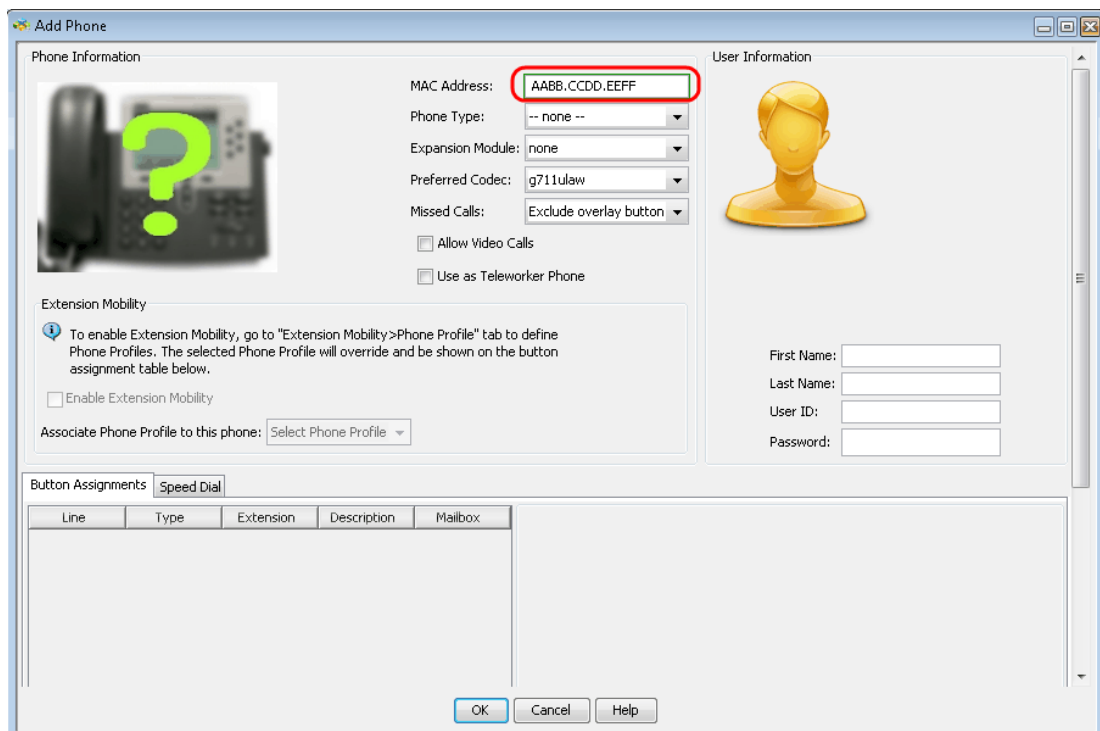 Add Phone
Phone Information
MAC Address: AABB.CCDD.EEFF
Phone Type: -- none --
Expansion Module: none
Preferred Codec: g711ulaw
Missed Calls: Exclude overlay button
Allow Video Calls
Use as Teleworker Phone
Extension Mobility
To enable Extension Mobility, go to "Extension Mobility>Phone Profile" tab to define
Phone Profiles. The selected Phone Profile will override and be shown on the button
assignment table below.
Enable Extension Mobility
Associate Phone Profile to this phone: Select Phone Profile
User Information
First Name:
Last Name:
User ID:
Password:
Button Assignments Speed Dial
Line Type Extension Description Mailbox
OK Cancel Help